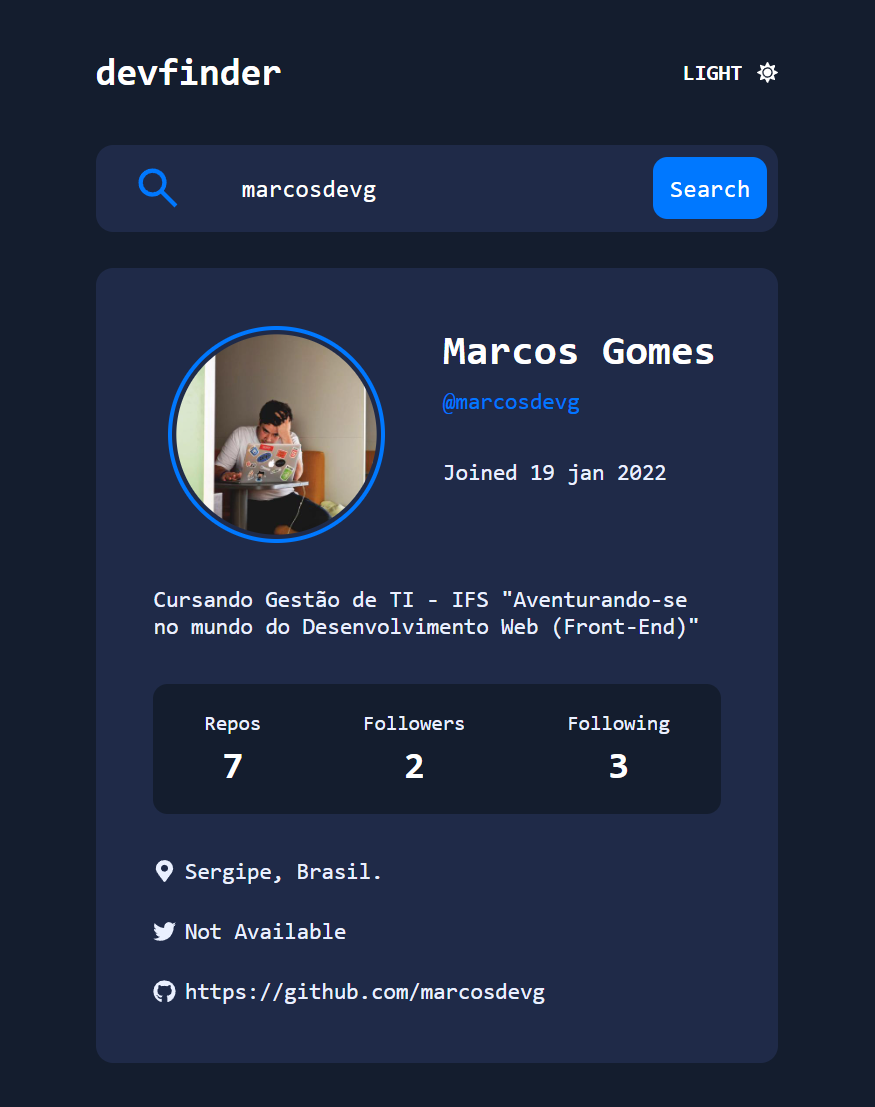 devfinder
LIGHT
marcosdevg
Search
Marcos Gomes
@marcosdevg
Joined 19 jan 2022
Cursando Gestão de TI - IFS "Aventurando-se
no mundo do Desenvolvimento Web (Front-End)"
Repos Followers Following
7 2 3
Sergipe, Brasil.
Not Available
https://github.com/marcosdevg